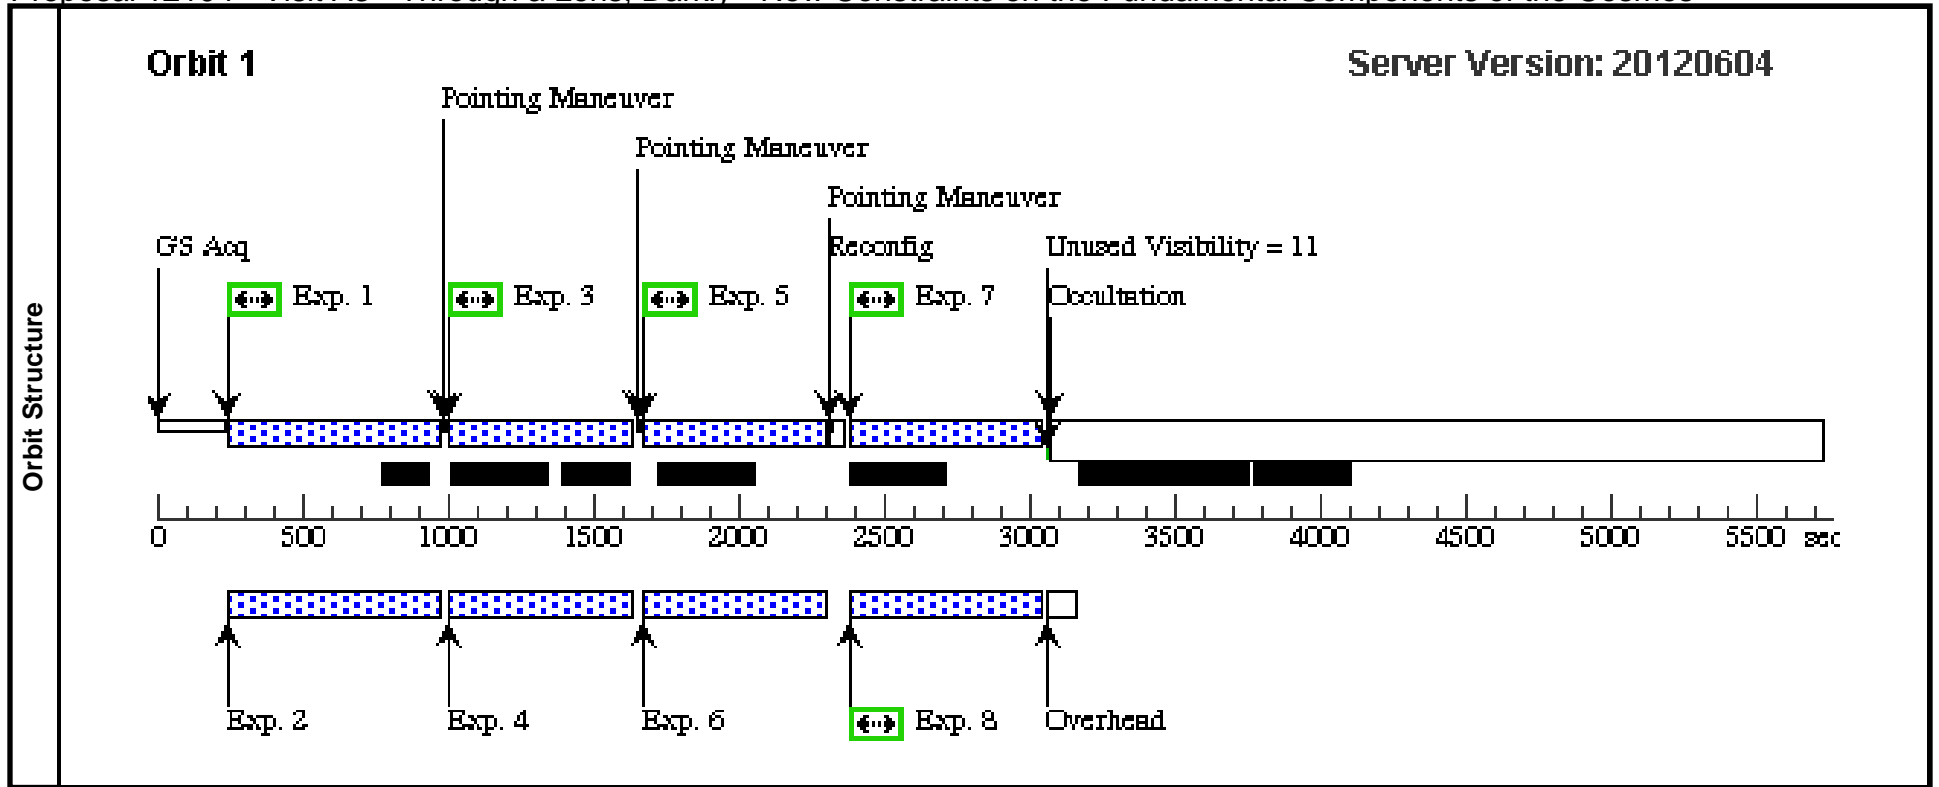 Orbit Structure
Orbit 1
Server Version: 20120604
Pointing Maneuver
Pointing Maneuver
Pointing Maneuver
GS Acq
Reconfig
Unused Visibility = 11
Exp. 1
Exp. 3
Exp. 5
Exp. 7
Occultation
0
500
1000
1500
2000
2500
3000
3500
4000
4500
5000
5500
sec
Exp. 2
Exp. 4
Exp. 6
Exp. 8
Overhead